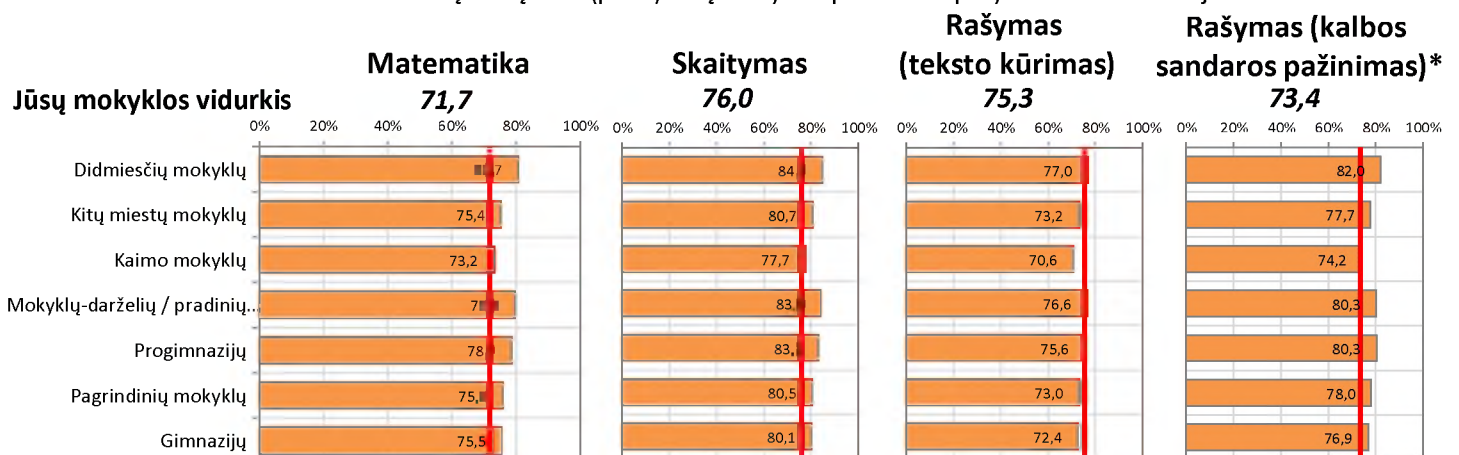 Rašymas Rašymas (kalbos
Matematika Skaitymas (teksto kūrimas) sandaros pažinimas)*
Jūsų mokyklos vidurkis 71,7 76,0 75,3 73,4
0% 20% 40% 60% 80% 100% 0% 20% 40% 60% 80% 100% 0% 20% 40% 60% 80% 100% 0% 20% 40% 60% 80% 100%
Didmiesčių mokyklų 77,0 82,0
Kitų miestų mokyklų 75,4 80,7 73,2 77,7
Kaimo mokyklų 73,2 77,7 70,6 74,2
Mokyklų-darželių / pradinių... 76,6 80,3
Progimnazijų 75,6 80,3
Pagrindinių mokyklų 80,5 73,0 78,0
Gimnazijų 75,5 80,1 72,4 76,9